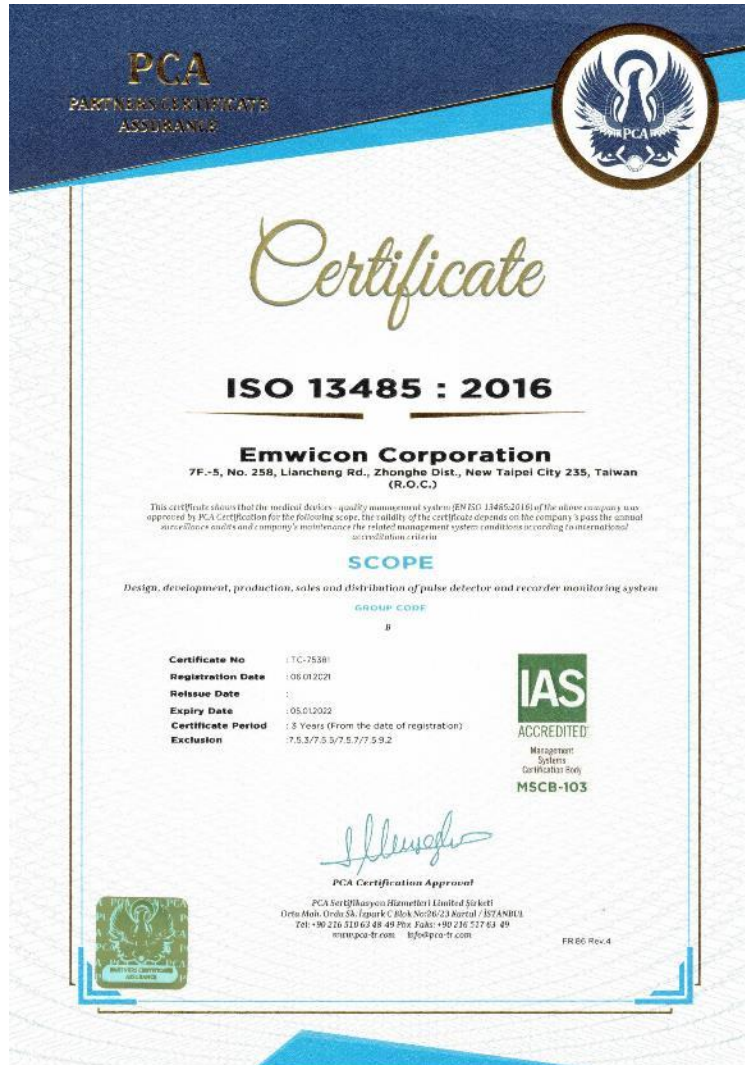 PCA
PARTNERS CERTIFICATE
ASSURANCE
PCA
Certificate
ISO 13485 : 2016
Emwicon Corporation
7F.-5, No. 258, Liancheng Rd., Zhonghe Dist., New Taipei City 235, Taiwan
(R.O.C.)
This certificate shows that the medical devices - quality management system (EN ISO 13485:2016) of the above company was
approved by PCA Certification for the following scope, the validity of the certificate depends on the company's pass the annual
surveillance audits and company's maintenance the related management system conditions according to international
accreditation criteria
SCOPE
Design, development, production, sales and distribution of pulse detector and recorder monitoring system
GROUP CODE
B
Certificate No : TC-75381
Registration Date : 06.01.2021
Reissue Date :
Expiry Date : 05.01.2022
Certificate Period : 3 Years (From the date of registration)
Exclusion : 7.5.3/7.5.5/7.5.7/7.5.9.2
IAS
ACCREDITED
Management
Systems
Certification Body
MSCB-103
PCA Certification Approval
PCA Sertifikasyon Hizmetleri Limited Şirketi
Orta Mah. Ordu Sk. İzpark C Blok No:26/23 Kartal / İSTANBUL
Tel: +90 216 510 63 48-49 Pbx Faks: +90 216 517 63 49
www.pca-tr.com info@pca-tr.com
FR.86 Rev.4
PARTNERS CERTIFICATE
ASSURANCE